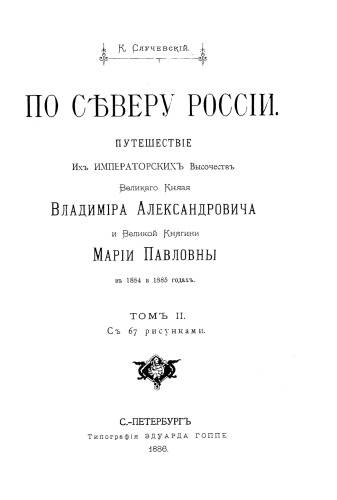 К. Случевскій.
ПО СѢВЕРУ РОССІИ.
ПУТЕШЕСТВІЕ
Ихъ ИМПЕРАТОРСКИХЪ Высочествъ
Великаго Князя
Владиміра Александровича
и Великой Княгини
Маріи Павловны
въ 1884 и 1885 годахъ.
ТОМЪ II.
Съ 67 рисунками.
С.-ПЕТЕРБУРГЪ
Типографія ЭДУАРДА ГОППЕ
1886.